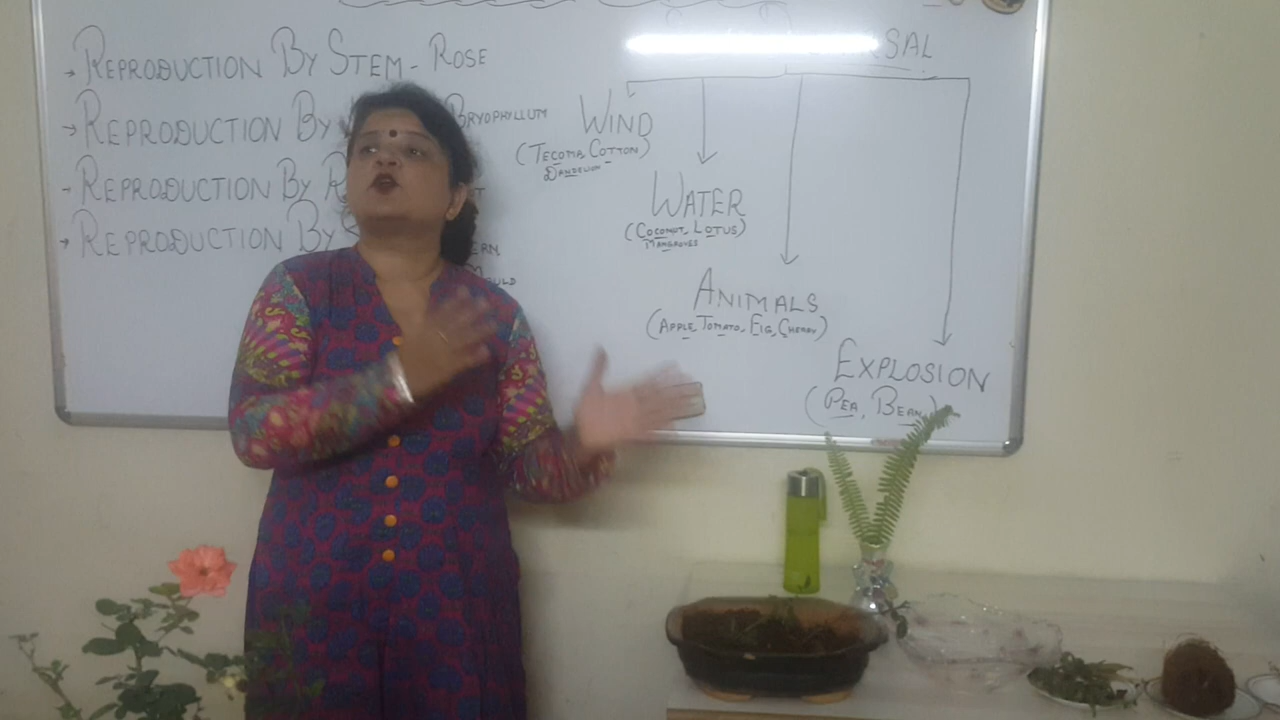 → REPRODUCTION BY STEM - ROSE
→ REPRODUCTION BY BRYOPHYLLUM
→ REPRODUCTION BY
→ REPRODUCTION BY
SAL
WIND
(TECOMA, COTTON)
DANDELION
WATER
(COCONUT, LOTUS)
MANGROVES
ANIMALS
(APPLE, TOMATO, FIG, CHERRY)
EXPLOSION
(PEA, BEAN)